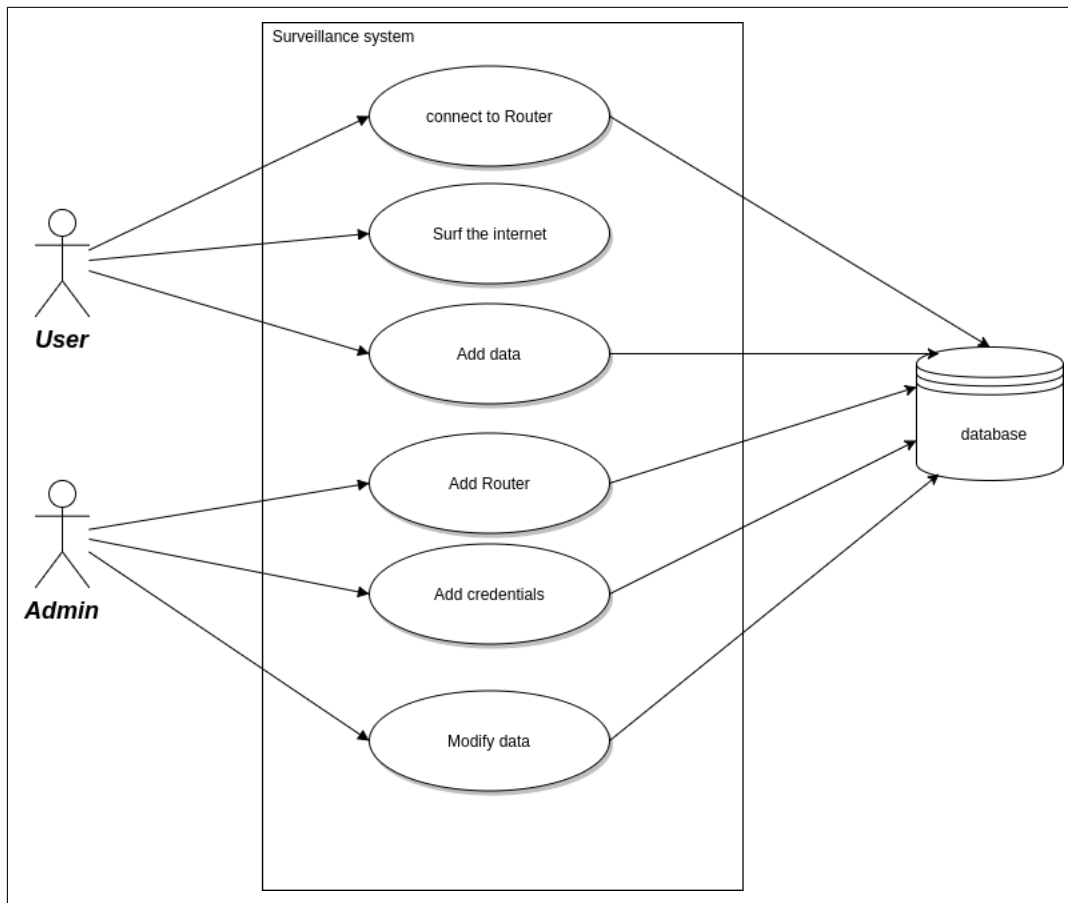 Surveillance system
connect to Router
Surf the internet
User
Add data
database
Add Router
Admin
Add credentials
Modify data